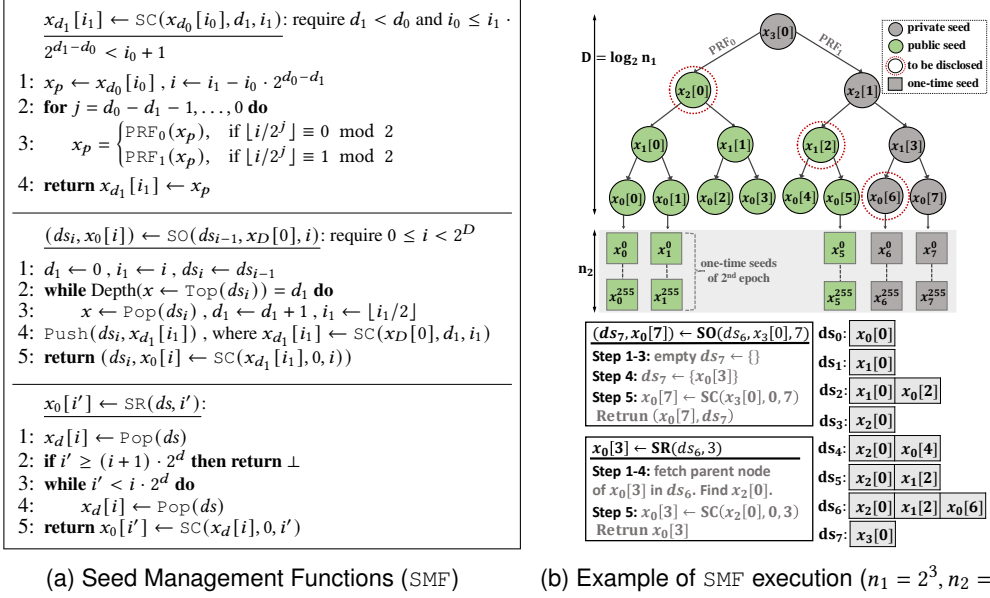 x_{d_1}[i_1] ← SC(x_{d_0}[i_0], d_1, i_1): require d_1 < d_0 and i_0 ≤ i_1 ·
2^{d_1−d_0} < i_0 + 1
1: x_p ← x_{d_0}[i_0] , i ← i_1 − i_0 · 2^{d_0−d_1}
2: for j = d_0 − d_1 − 1, . . . , 0 do
3: x_p = { PRF_0(x_p), if ⌊i/2^j⌋ ≡ 0 mod 2
PRF_1(x_p), if ⌊i/2^j⌋ ≡ 1 mod 2
4: return x_{d_1}[i_1] ← x_p
(ds_i, x_0[i]) ← SO(ds_{i−1}, x_D[0], i): require 0 ≤ i < 2^D
1: d_1 ← 0 , i_1 ← i , ds_i ← ds_{i−1}
2: while Depth(x ← Top(ds_i)) = d_1 do
3: x ← Pop(ds_i) , d_1 ← d_1 + 1 , i_1 ← ⌊i_1/2⌋
4: Push(ds_i, x_{d_1}[i_1]) , where x_{d_1}[i_1] ← SC(x_D[0], d_1, i_1)
5: return (ds_i, x_0[i] ← SC(x_{d_1}[i_1], 0, i))
x_0[i′] ← SR(ds, i′):
1: x_d[i] ← Pop(ds)
2: if i′ ≥ (i + 1) · 2^d then return ⊥
3: while i′ < i · 2^d do
4: x_d[i] ← Pop(ds)
5: return x_0[i′] ← SC(x_d[i], 0, i′)
(a) Seed Management Functions (SMF)
D = log_2 n_1
PRF_0
PRF_1
x_3[0]
private seed
public seed
to be disclosed
one-time seed
x_2[0] x_2[1]
x_1[0] x_1[1] x_1[2] x_1[3]
x_0[0] x_0[1] x_0[2] x_0[3] x_0[4] x_0[5] x_0[6] x_0[7]
n_2
x_0^0 x_1^0 x_5^0 x_6^0 x_7^0
one-time seeds
of 2nd epoch
x_0^255 x_1^255 x_5^255 x_6^255 x_7^255
(ds_7, x_0[7]) ← SO(ds_6, x_3[0], 7)
Step 1-3: empty ds_7 ← {}
Step 4: ds_7 ← {x_0[3]}
Step 5: x_0[7] ← SC(x_3[0], 0, 7)
Retrun (x_0[7], ds_7)
x_0[3] ← SR(ds_6, 3)
Step 1-4: fetch parent node
of x_0[3] in ds_6. Find x_2[0].
Step 5: x_0[3] ← SC(x_2[0], 0, 3)
Retrun x_0[3]
ds_0: x_0[0]
ds_1: x_1[0]
ds_2: x_1[0] x_0[2]
ds_3: x_2[0]
ds_4: x_2[0] x_0[4]
ds_5: x_2[0] x_1[2]
ds_6: x_2[0] x_1[2] x_0[6]
ds_7: x_3[0]
(b) Example of SMF execution (n_1 = 2^3, n_2 =